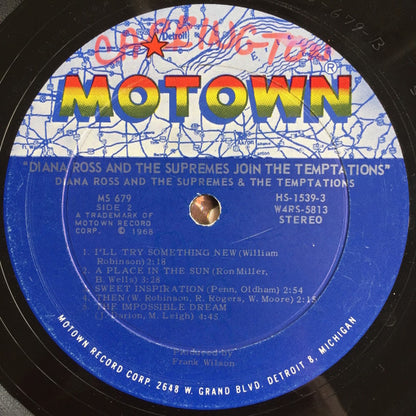 Detroit
MOTOWN®
"DIANA ROSS AND THE SUPREMES JOIN THE TEMPTATIONS"
DIANA ROSS AND THE SUPREMES & THE TEMPTATIONS
MS 679
SIDE 2
A TRADEMARK OF
MOTOWN RECORD
CORP. © 1968
HS-1539-3
W4RS-5813
STEREO
1. I'LL TRY SOMETHING NEW (William
Robinson) 2:18
2. A PLACE IN THE SUN (Ron Miller,
B. Wells) 3:28
3. SWEET INSPIRATION (Penn, Oldham) 2:54
4. THEN (W. Robinson, R. Rogers, W. Moore) 2:15
5. THE IMPOSSIBLE DREAM
(J. Darion, M. Leigh) 4:45
Produced by
Frank Wilson
MOTOWN RECORD CORP. 2648 W. GRAND BLVD. DETROIT 8, MICHIGAN